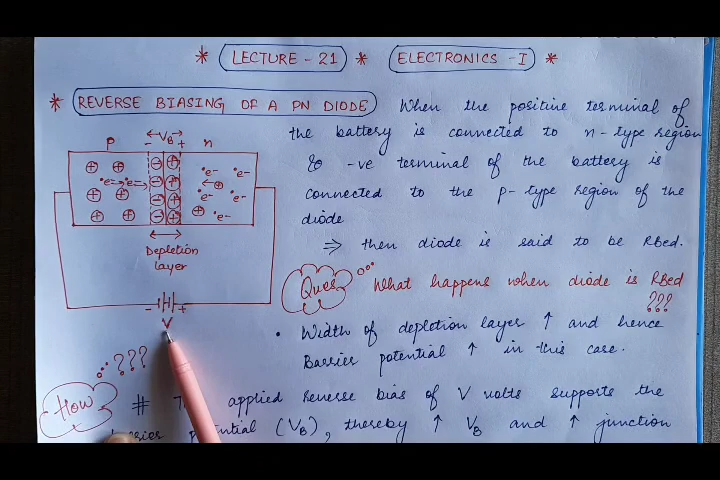 * LECTURE - 21 * ELECTRONICS - I *
* REVERSE BIASING OF A PN DIODE When the positive terminal of
the battery is connected to n-type region
& -ve terminal of the battery is
connected to the p-type region of the
diode
⇒ then diode is said to be RBed.
p - VB + n
+ + - + e- e-
e- e- - + +
+ + - + e- e-
+ + - + + e-
Depletion
layer
- +
V
Ques What happens when diode is RBed
???
• Width of depletion layer ↑ and hence
Barrier potential ↑ in this case.
How ???
# applied reverse bias of V volts supports the
potential (VB), thereby ↑ VB and ↑ junction